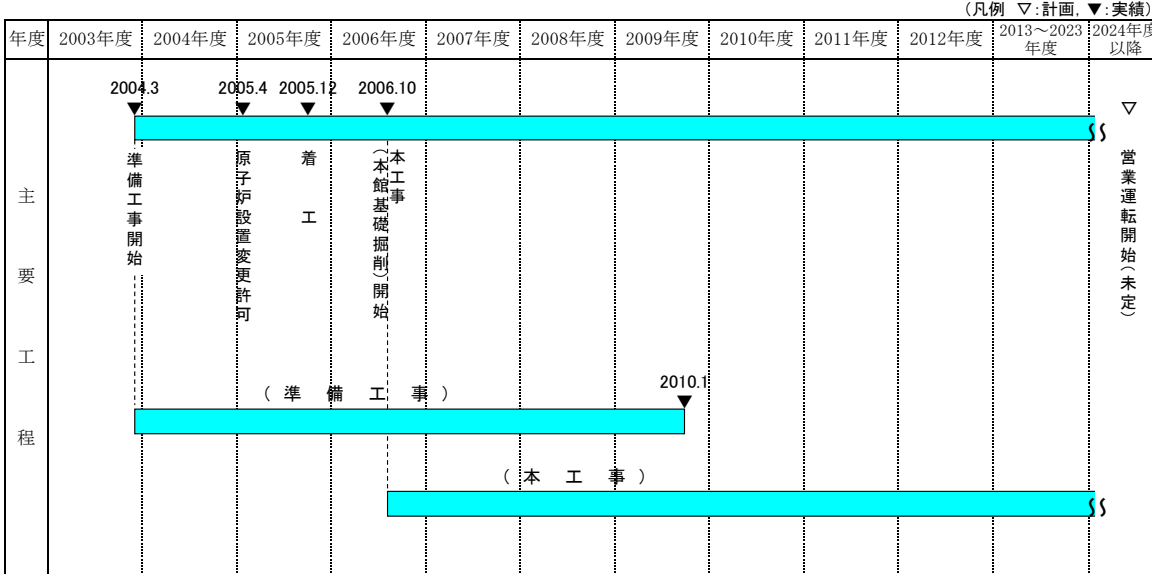 (凡例 ▽:計画, ▼:実績)
年度 2003年度 2004年度 2005年度 2006年度 2007年度 2008年度 2009年度 2010年度 2011年度 2012年度 2013~2023年度 2024年度以降
主要工程
2004.3 2005.4 2005.12 2006.10
▼ ▼ ▼ ▼ ▽
準備工事開始
原子炉設置変更許可
着工
本工事
(本館基礎掘削)開始
営業運転開始(未定)
2010.1
(準備工事)
▼
(本工事)